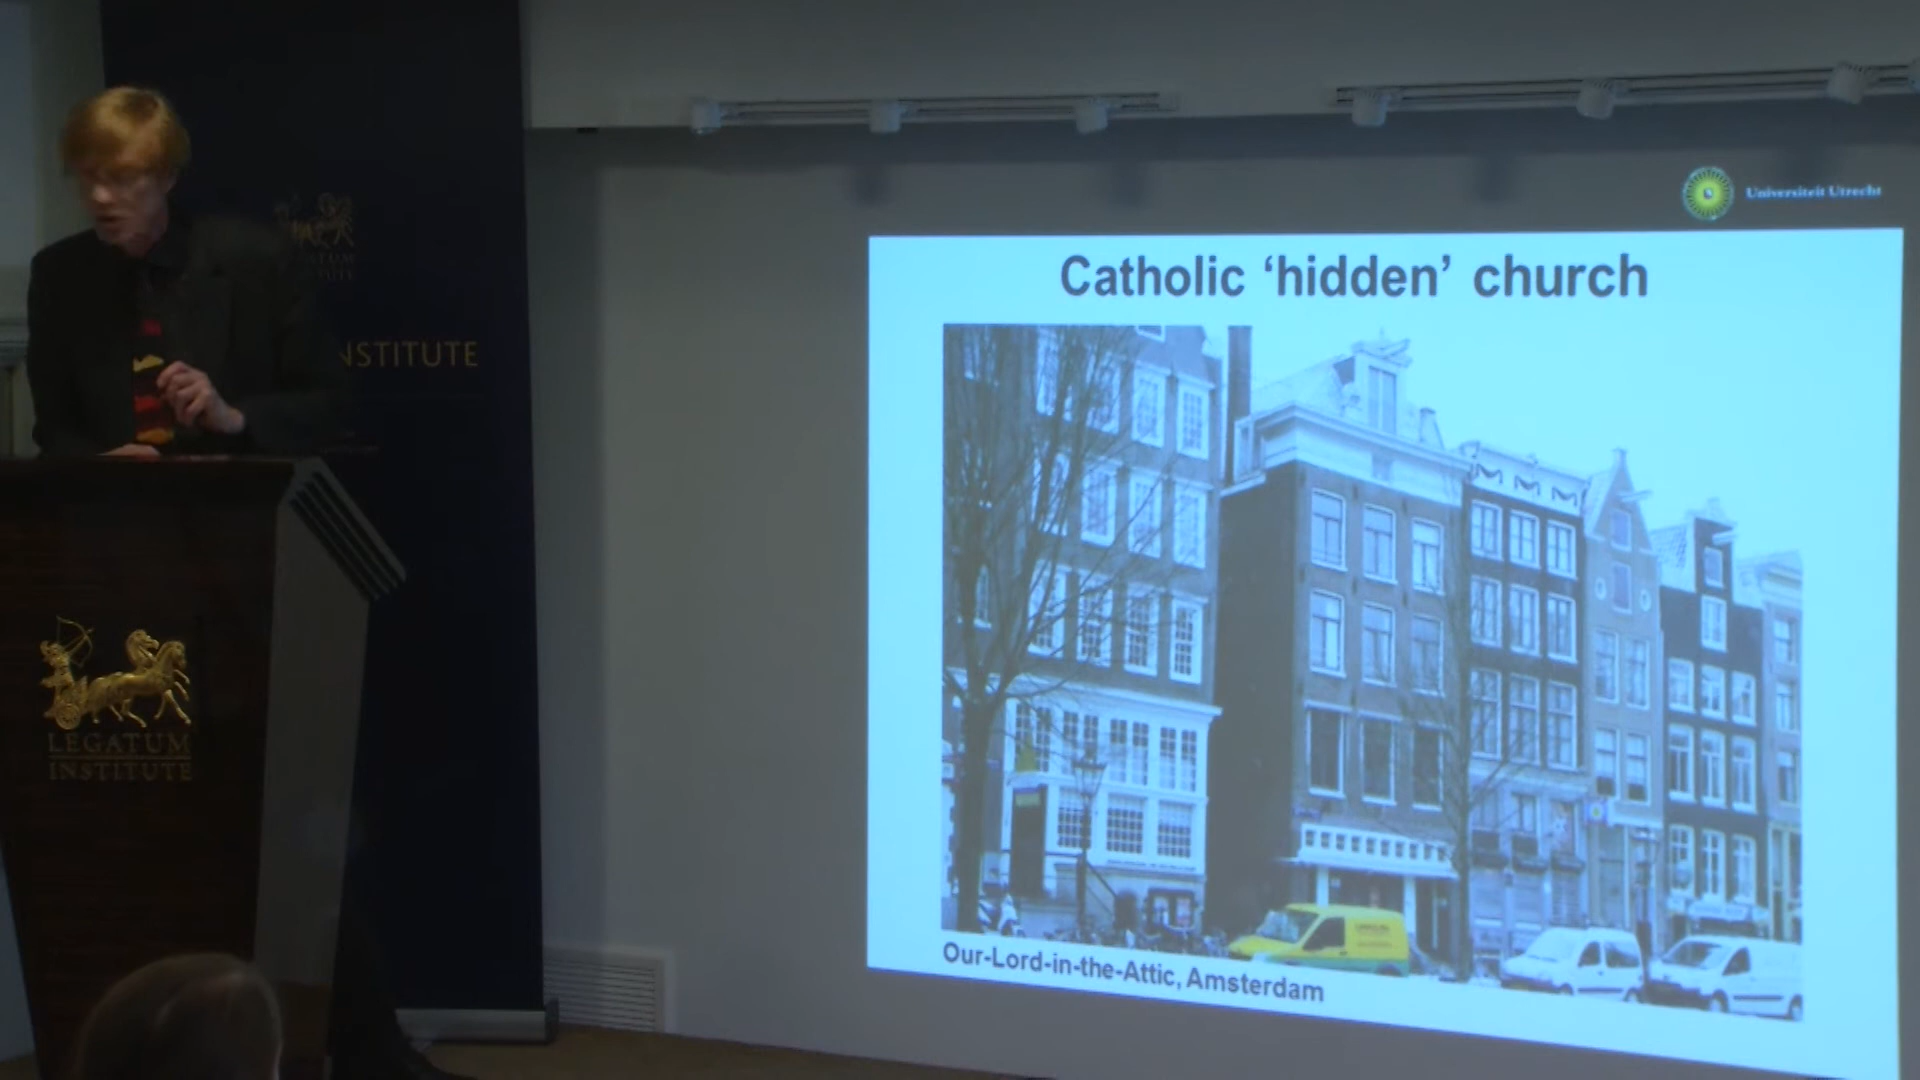 INSTITUTE
LEGATUM
INSTITUTE
Universiteit Utrecht
Catholic ‘hidden’ church
Our-Lord-in-the-Attic, Amsterdam